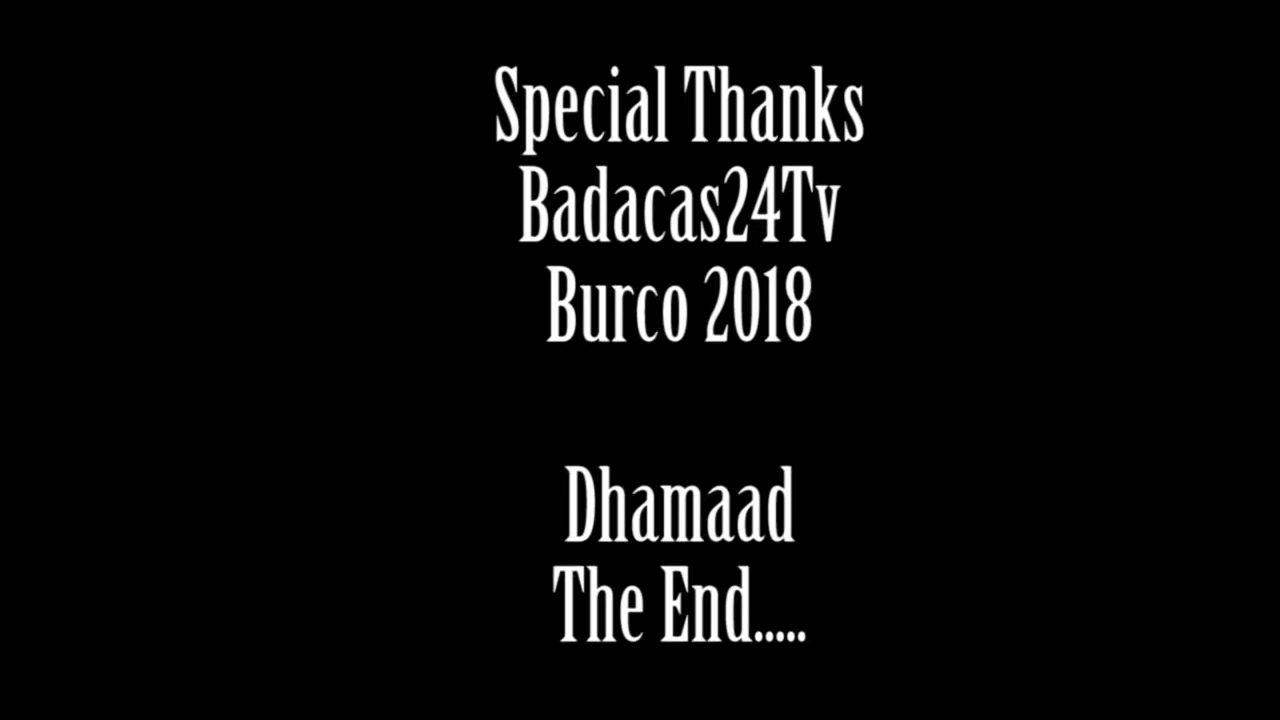 Special Thanks
Badacas24Tv
Burco 2018
Dhamaad
The End.....